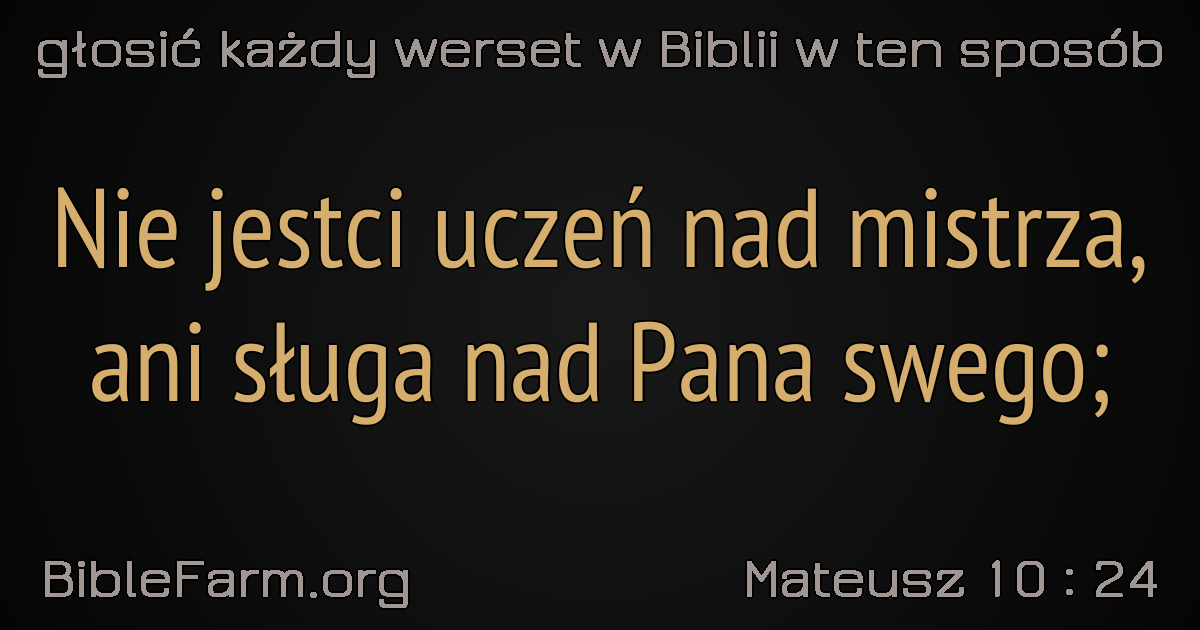 głosić każdy werset w Biblii w ten sposób
Nie jestci uczeń nad mistrza,
ani sługa nad Pana swego;
BibleFarm.org
Mateusz 10 : 24